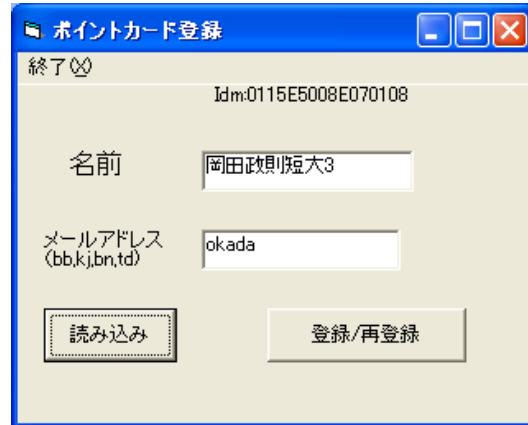 ポイントカード登録
終了(X)
Idm:0115E5008E070108
名前
岡田政則短大3
メールアドレス
(bb,kj,bn,td)
okada
読み込み
登録/再登録